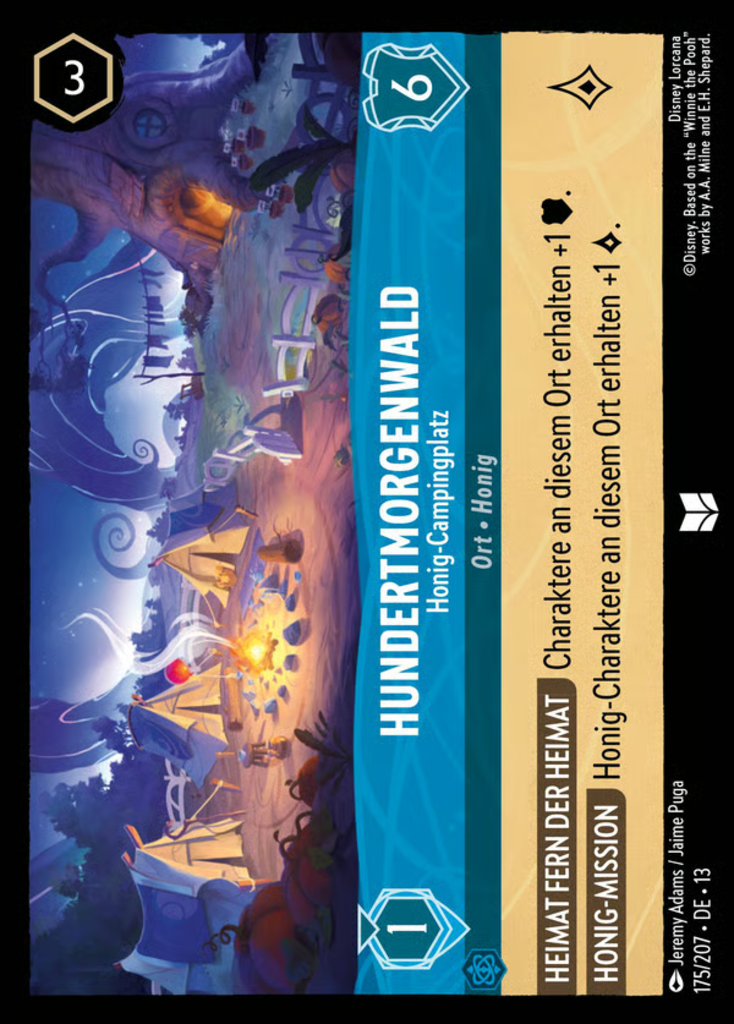 3
1
HUNDERTMORGENWALD
Honig-Campingplatz
6
Ort • Honig
HEIMAT FERN DER HEIMAT Charaktere an diesem Ort erhalten +1 .
HONIG-MISSION Honig-Charaktere an diesem Ort erhalten +1 .
Jeremy Adams / Jaime Puga
175/207 • DE • 13
Disney Lorcana
©Disney. Based on the "Winnie the Pooh"
works by A.A. Milne and E.H. Shepard.